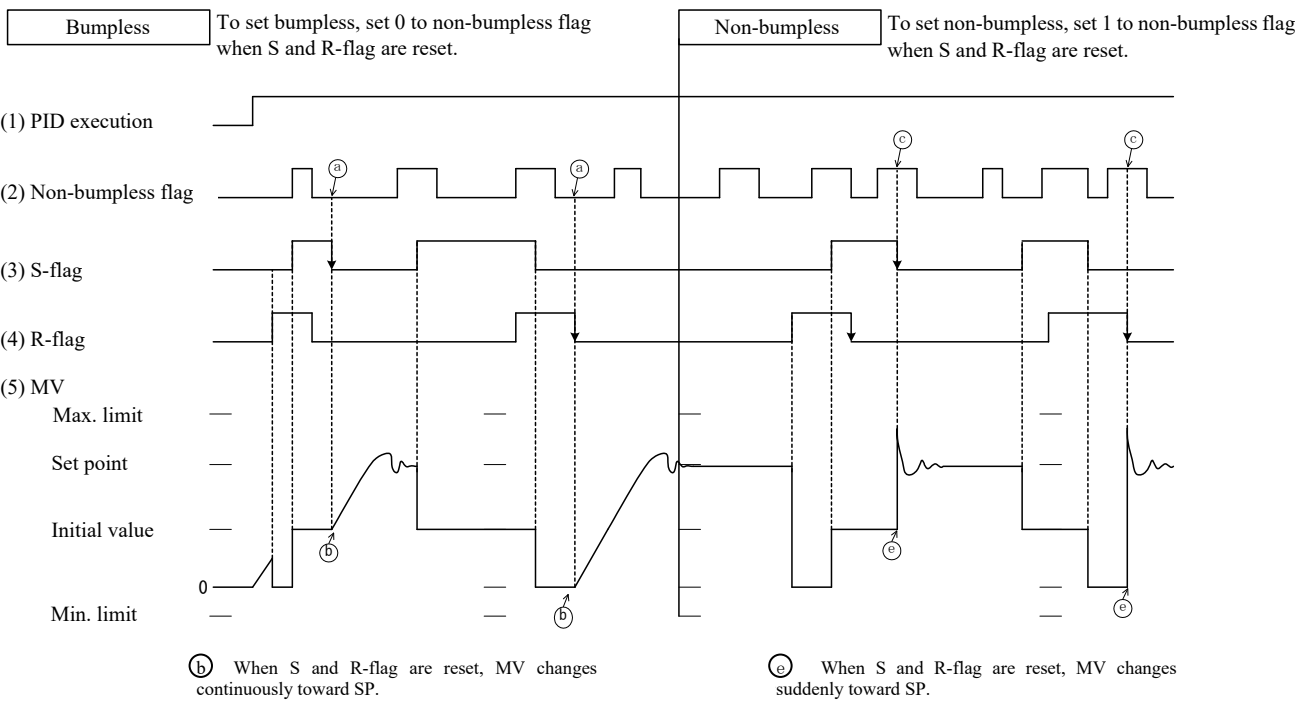 Bumpless
To set bumpless, set 0 to non-bumpless flag
when S and R-flag are reset.
Non-bumpless
To set non-bumpless, set 1 to non-bumpless flag
when S and R-flag are reset.
(1) PID execution
a
a
c
c
(2) Non-bumpless flag
(3) S-flag
(4) R-flag
(5) MV
Max. limit
Set point
Initial value
b
e
0
b
e
Min. limit
b When S and R-flag are reset, MV changes
continuously toward SP.
e When S and R-flag are reset, MV changes
suddenly toward SP.